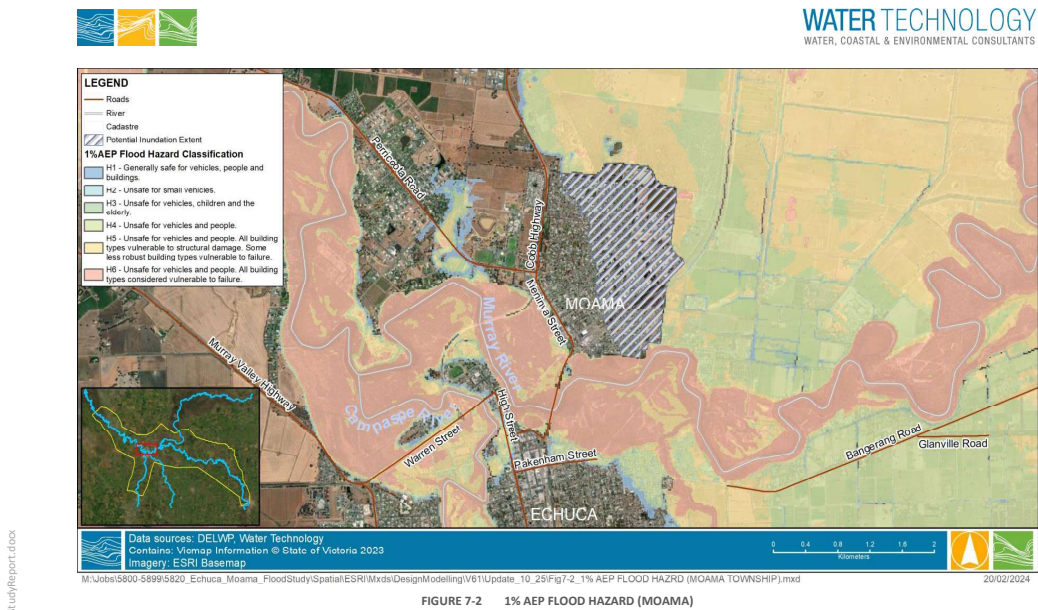 WATER TECHNOLOGY
WATER, COASTAL & ENVIRONMENTAL CONSULTANTS
LEGEND
Roads
River
Cadastre
Potential Inundation Extent
1%AEP Flood Hazard Classification
H1 - Generally safe for vehicles, people and
buildings.
H2 - Unsafe for small vehicles.
H3 - Unsafe for vehicles, children and the
elderly.
H4 - Unsafe for vehicles and people.
H5 - Unsafe for vehicles and people. All building
types vulnerable to structural damage. Some
less robust building types vulnerable to failure.
H6 - Unsafe for vehicles and people. All building
types considered vulnerable to failure.
Perricoota Road
Cobb Highway
Meninya Street
MOAMA
Murray River
Murray Valley Highway
Campaspe River
High Street
Warren Street
Pakenham Street
Bangerang Road
Glanville Road
ECHUCA
Data sources: DELWP, Water Technology
Contains: Vicmap Information © State of Victoria 2023
Imagery: ESRI Basemap
0 0.4 0.8 1.2 1.6 2
Kilometers
M:\Jobs\5800-5899\5820_Echuca_Moama_FloodStudy\Spatial\ESRI\Mxds\DesignModelling\V61\Update_10_25\Fig7-2_1% AEP FLOOD HAZRD (MOAMA TOWNSHIP).mxd
20/02/2024
FIGURE 7-2 1% AEP FLOOD HAZARD (MOAMA)
tudyReport.docx